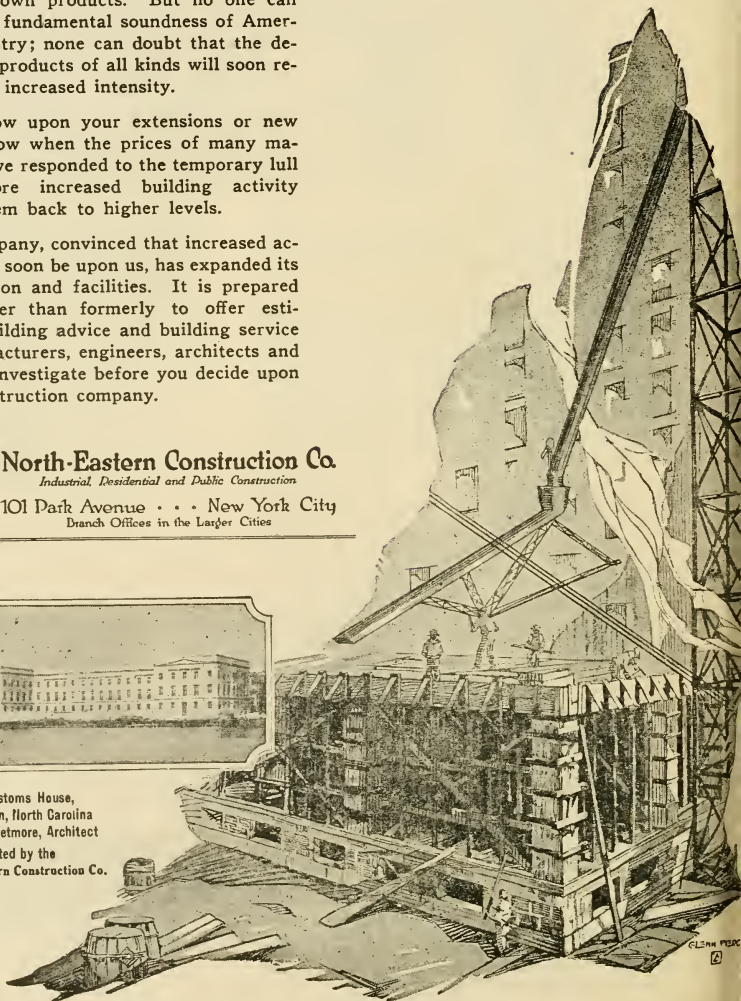 own products. But no one can
fundamental soundness of Amer-
try; none can doubt that the de-
products of all kinds will soon re-
increased intensity.
ow upon your extensions or new
ow when the prices of many ma-
ve responded to the temporary lull
ore increased building activity
em back to higher levels.
pany, convinced that increased ac-
soon be upon us, has expanded its
on and facilities. It is prepared
er than formerly to offer esti-
ilding advice and building service
acturers, engineers, architects and
nvestigate before you decide upon
struction company.
North-Eastern Construction Co.
Industrial, Residential and Public Construction
101 Park Avenue • • • New York City
Branch Offices in the Larger Cities
stoms House,
n, North Carolina
etmore, Architect
ted by the
rn Construction Co.
GLENN